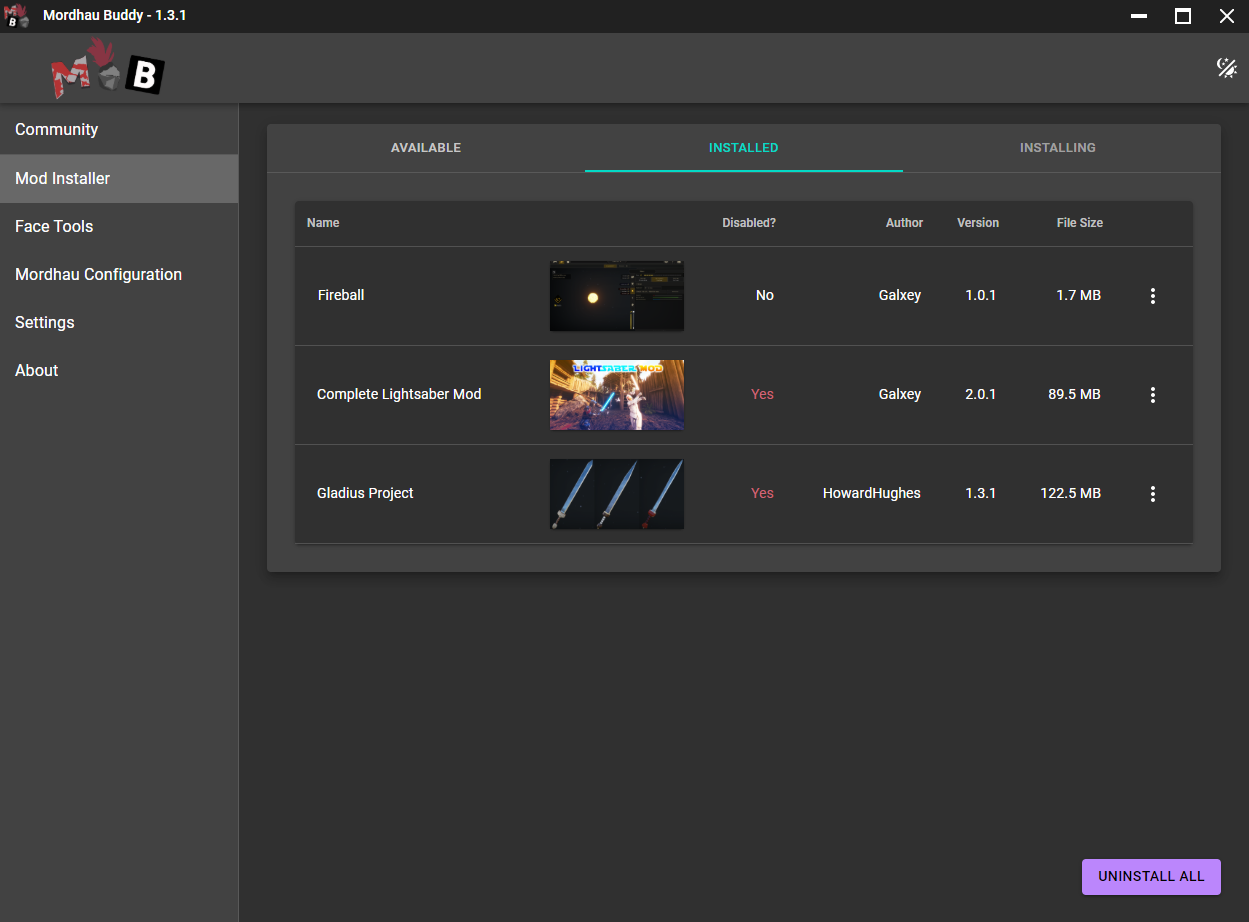 Mordhau Buddy - 1.3.1
M B
Community
Mod Installer
Face Tools
Mordhau Configuration
Settings
About
AVAILABLE INSTALLED INSTALLING
Name Disabled? Author Version File Size
Fireball No Galxey 1.0.1 1.7 MB
LIGHTSABER MOD
Complete Lightsaber Mod Yes Galxey 2.0.1 89.5 MB
Gladius Project Yes HowardHughes 1.3.1 122.5 MB
UNINSTALL ALL